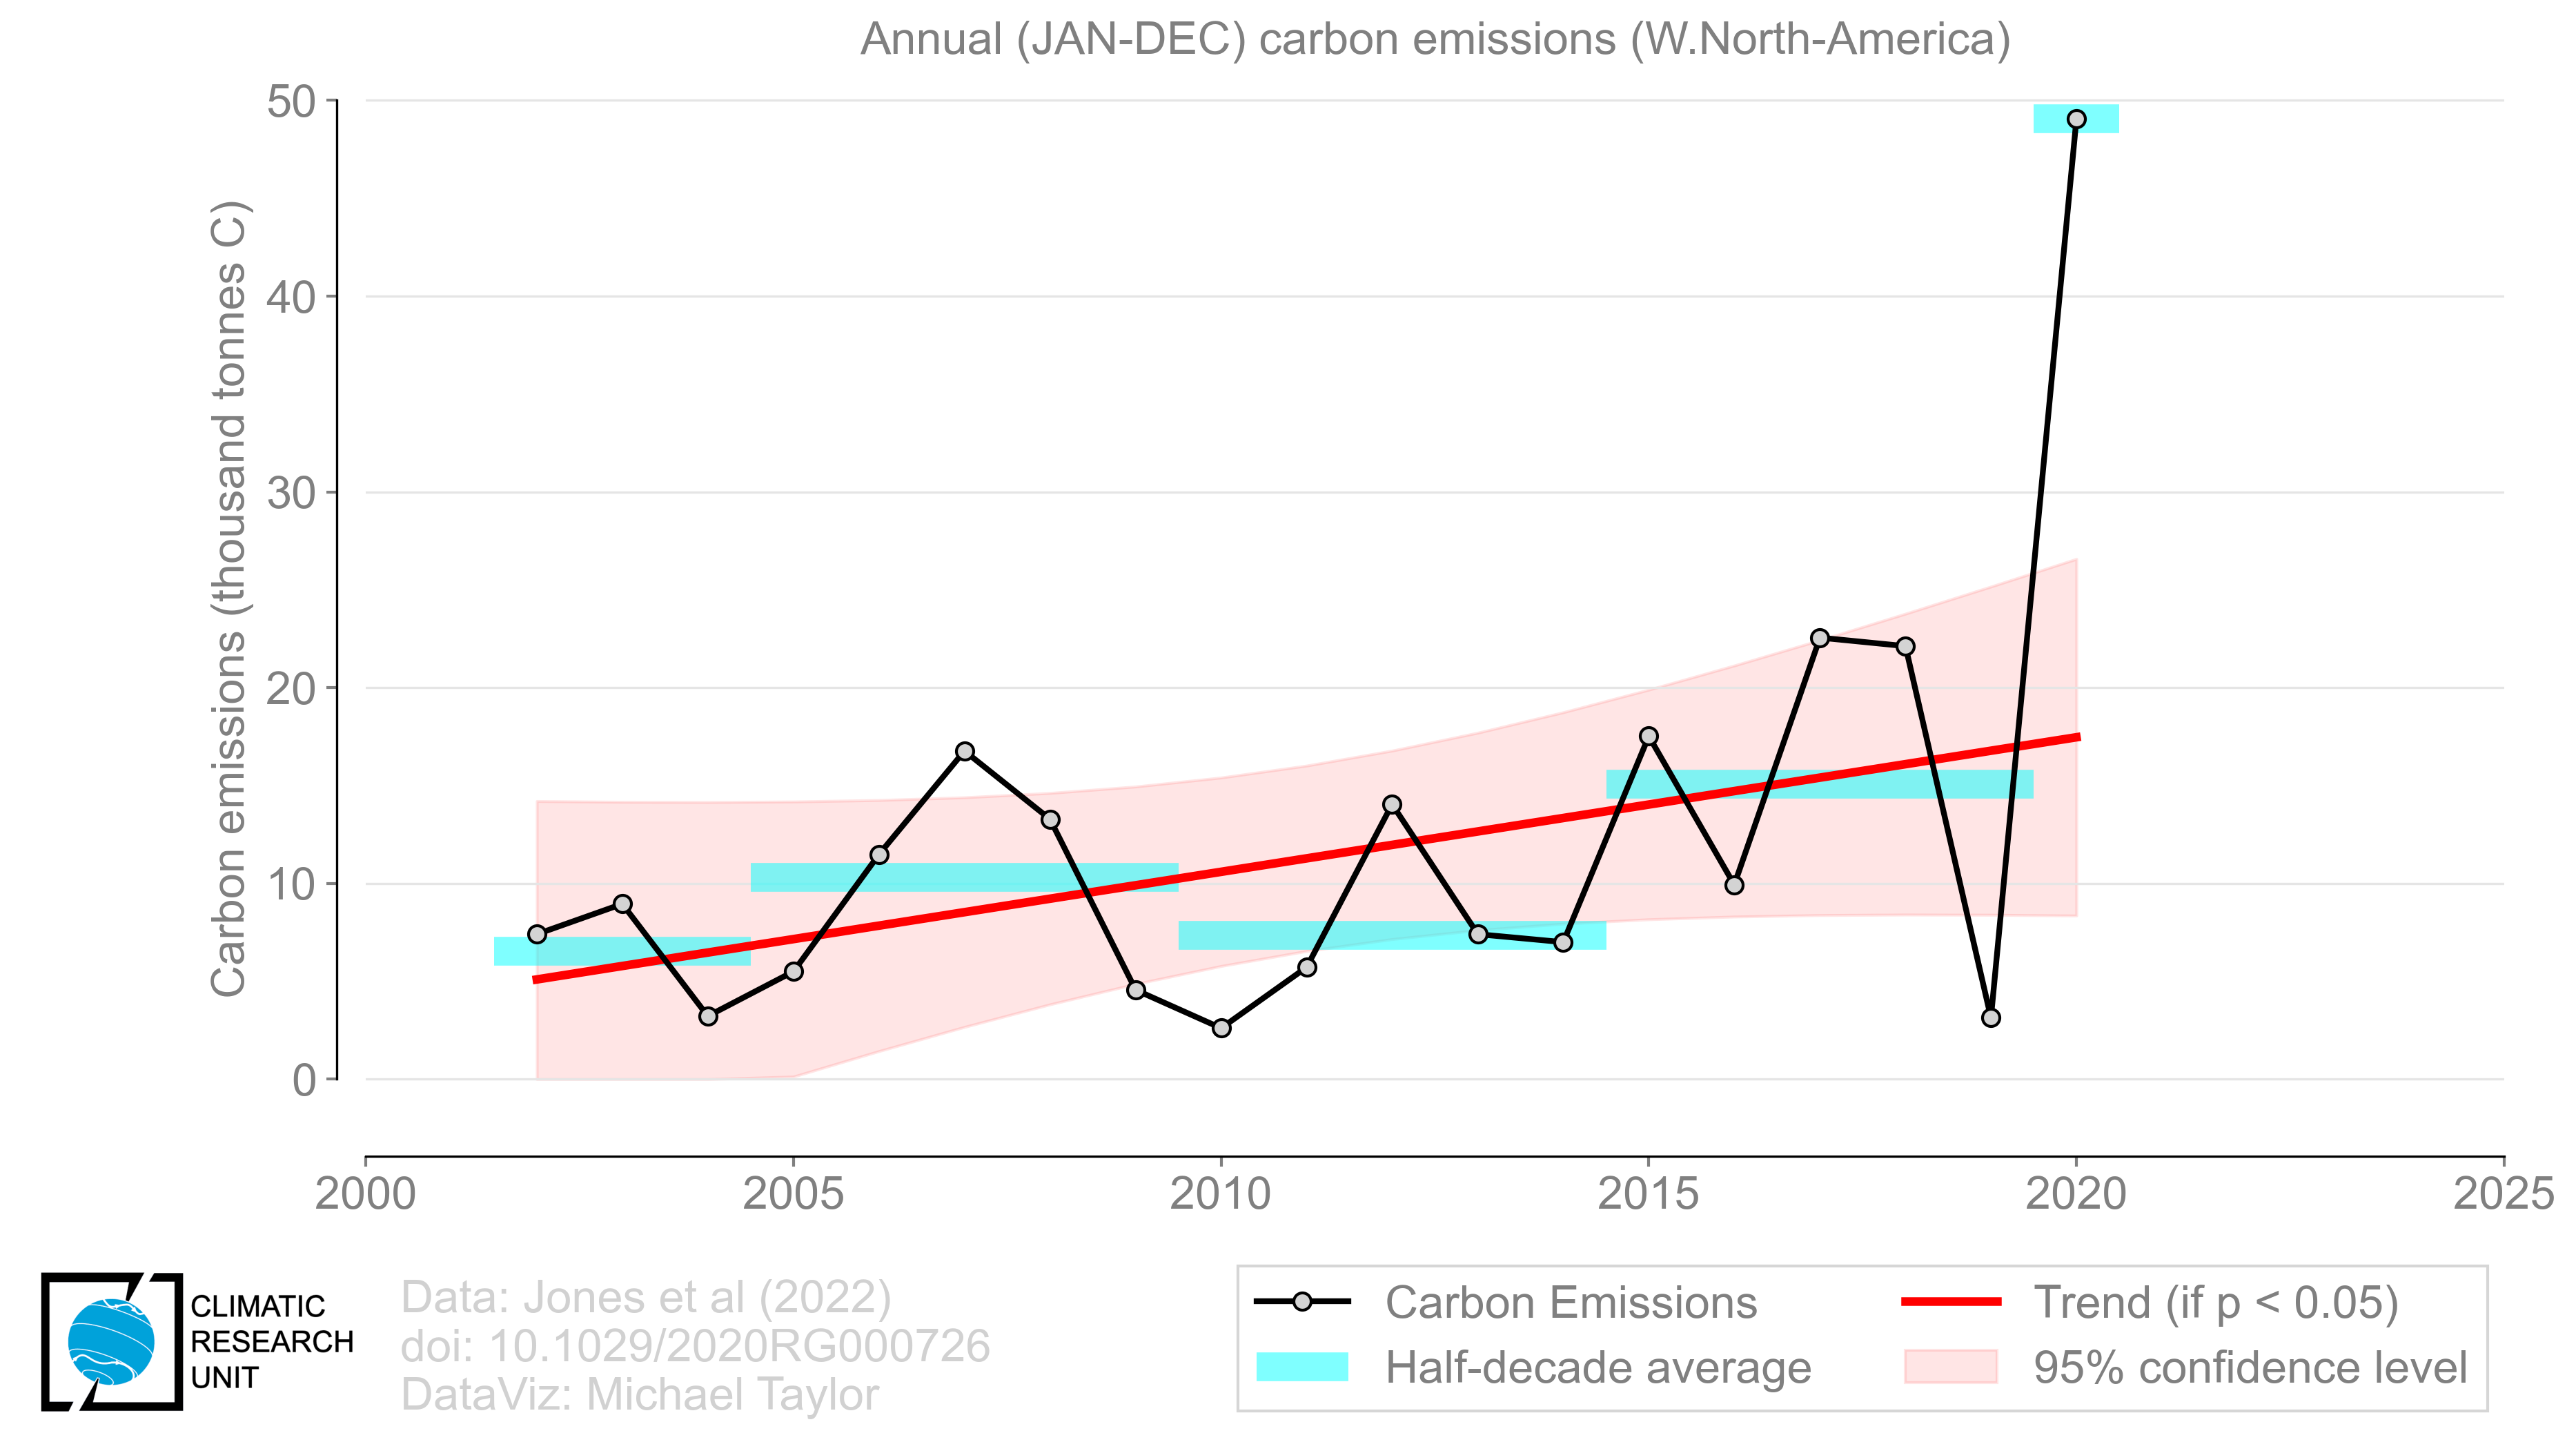 Annual (JAN-DEC) carbon emissions (W.North-America)
Carbon emissions (thousand tonnes C)
50
40
30
20
10
0
2000
2005
2010
2015
2020
2025
CLIMATIC
RESEARCH
UNIT
Data: Jones et al (2022)
doi: 10.1029/2020RG000726
DataViz: Michael Taylor
Carbon Emissions
Half-decade average
Trend (if p < 0.05)
95% confidence level